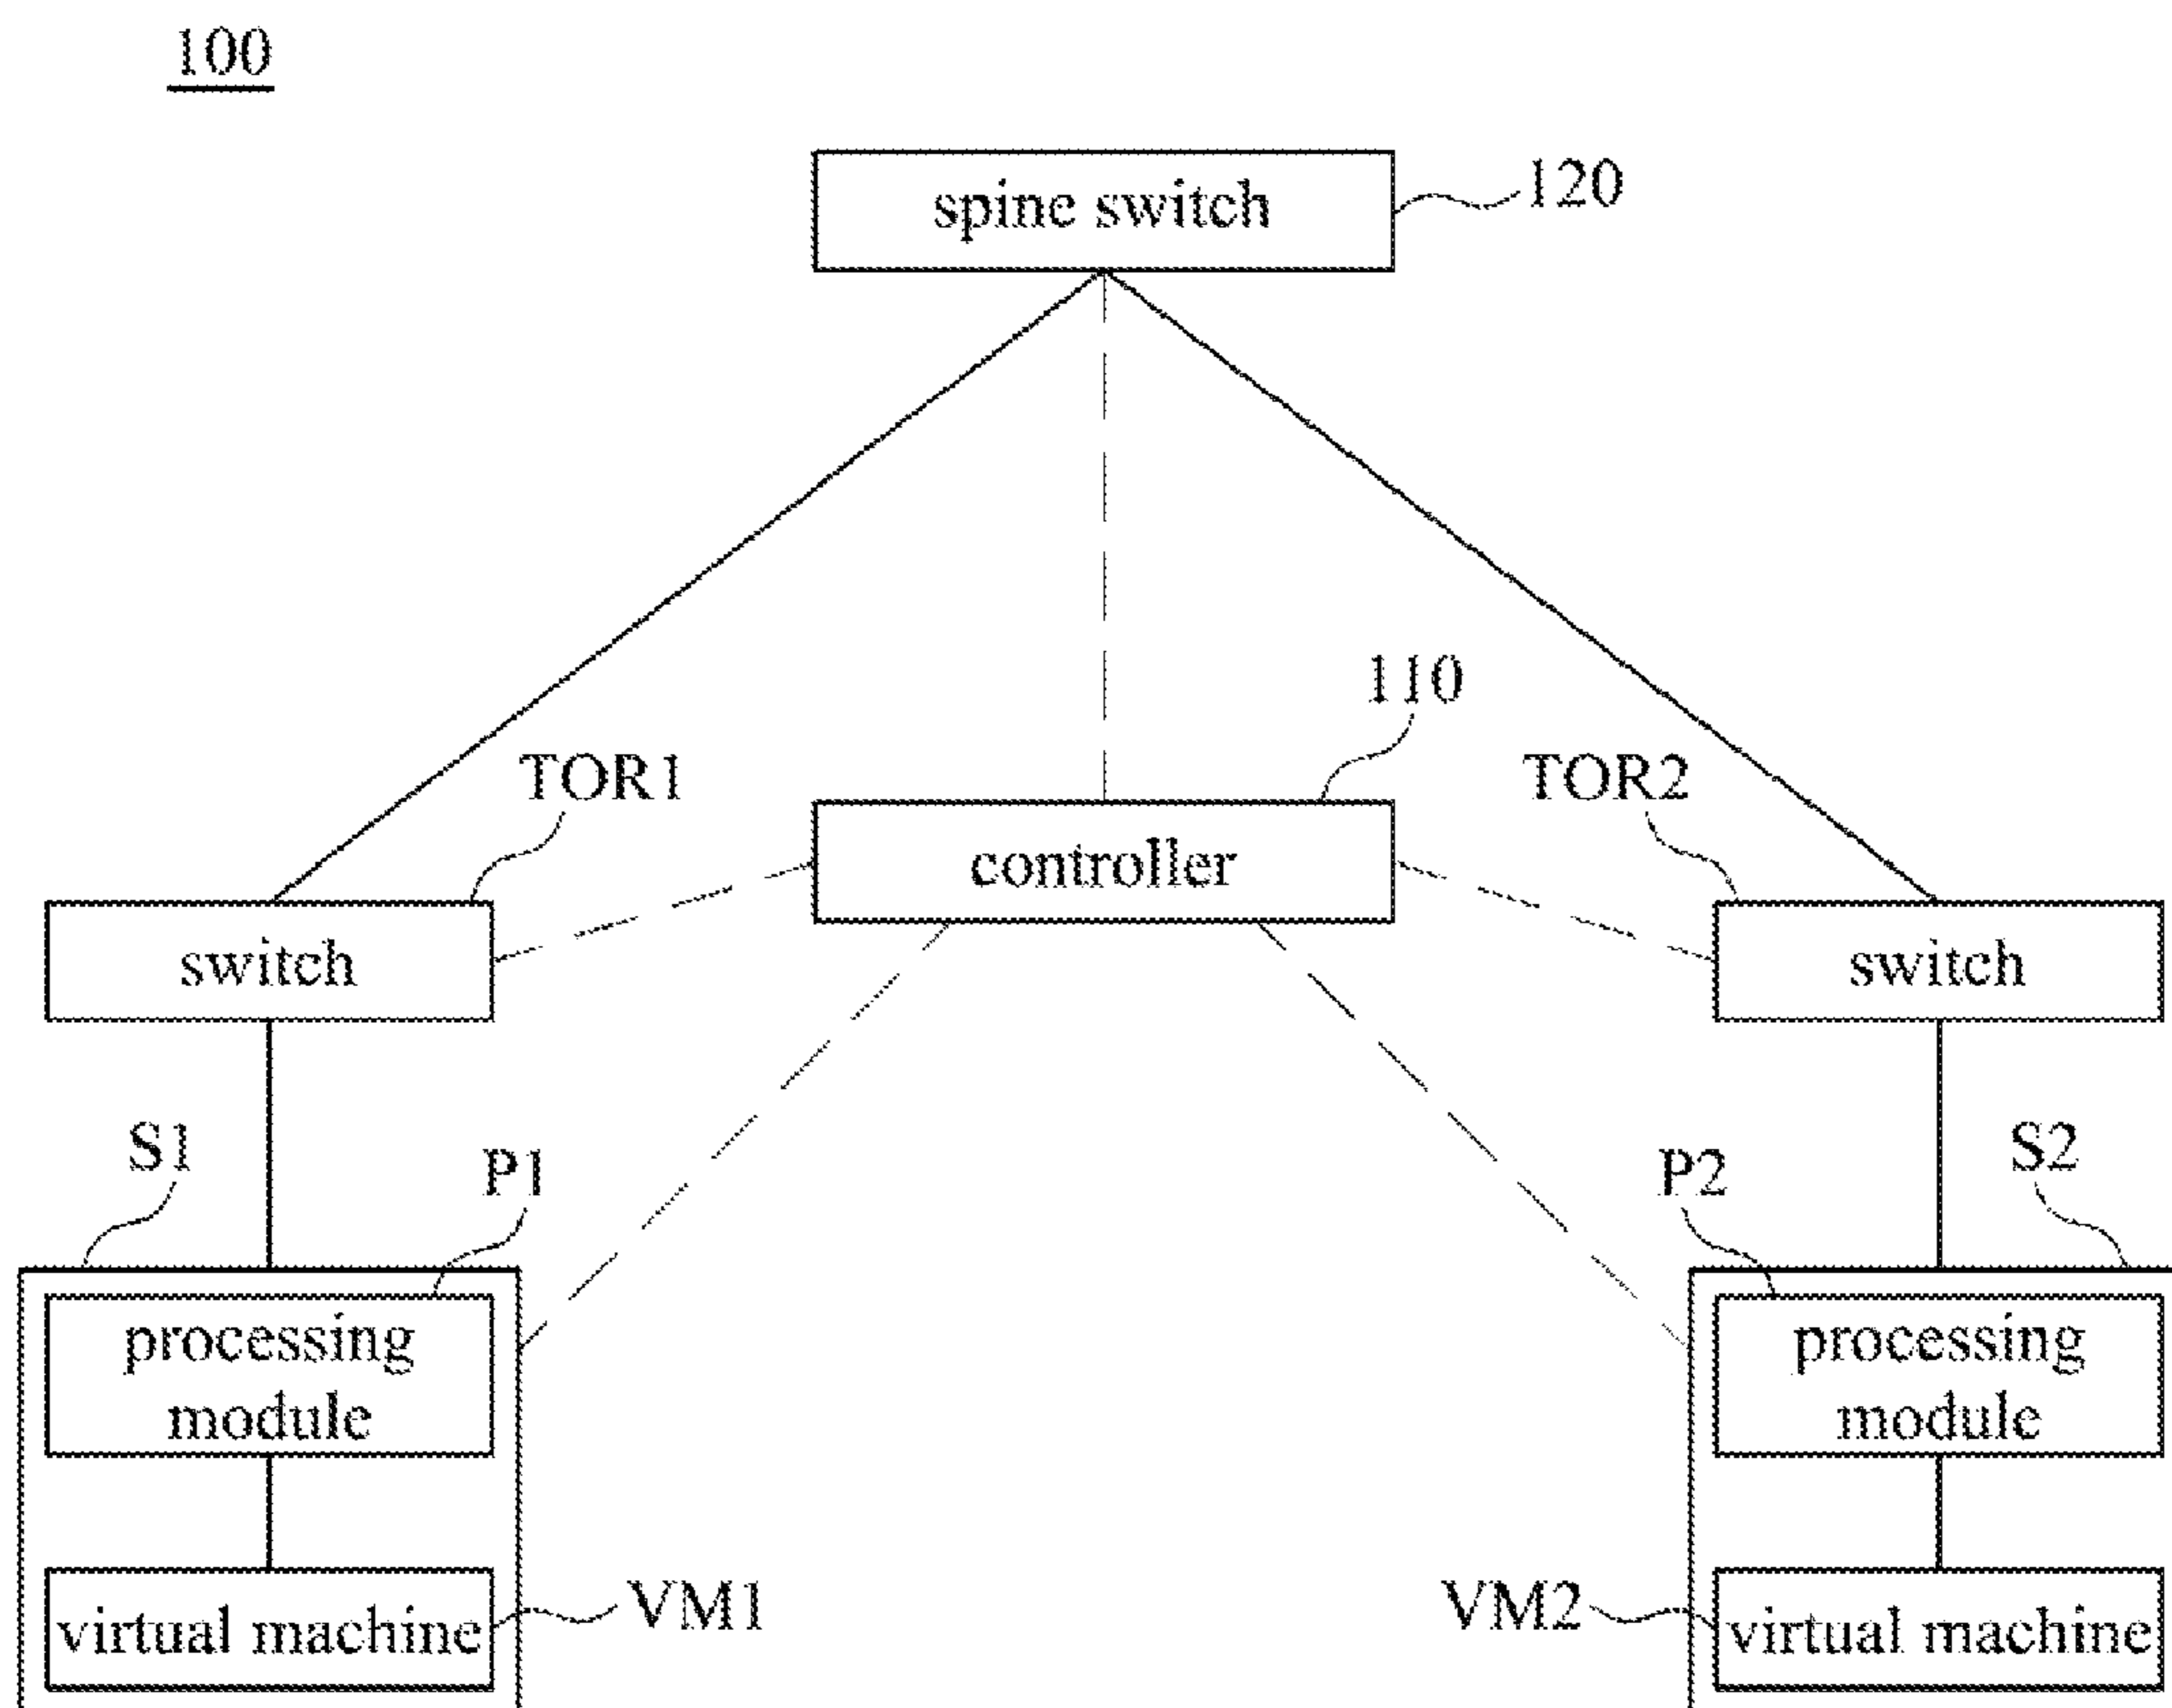 100
spine switch
120
110
TOR1
TOR2
controller
switch
switch
S1
P1
P2
S2
processing
module
processing
module
virtual machine
VM1
VM2
virtual machine